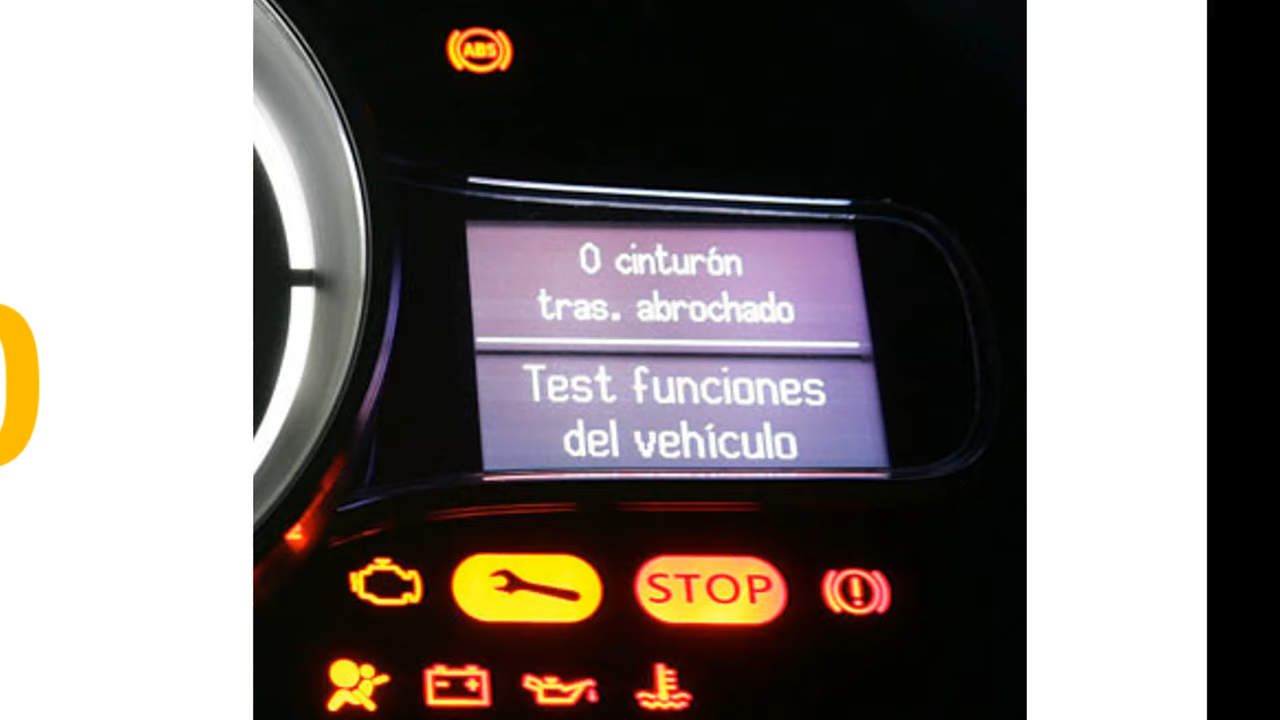 ABS
0 cinturón
tras. abrochado
Test funciones
del vehículo
STOP